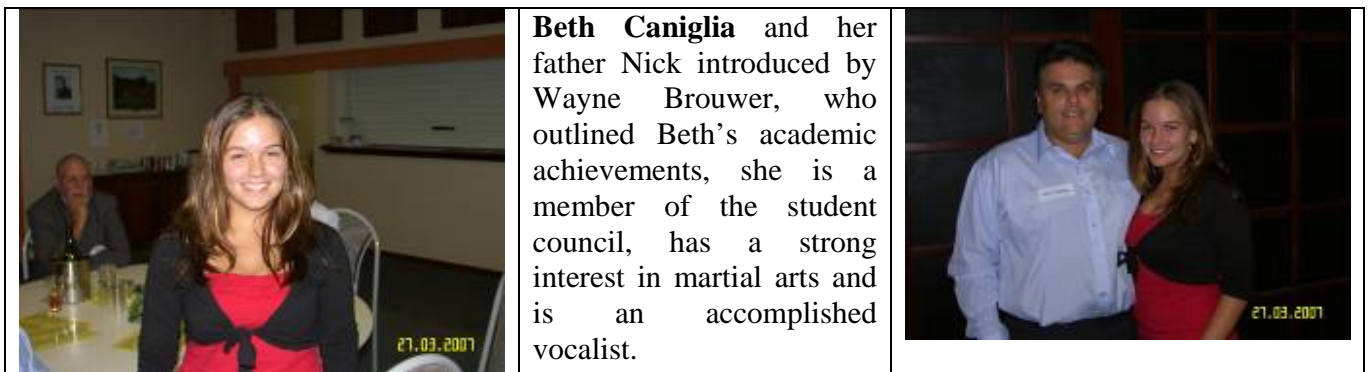 27.03.2007
Beth Caniglia and her
father Nick introduced by
Wayne Brouwer, who
outlined Beth's academic
achievements, she is a
member of the student
council, has a strong
interest in martial arts and
is an accomplished
vocalist.
27.03.2007